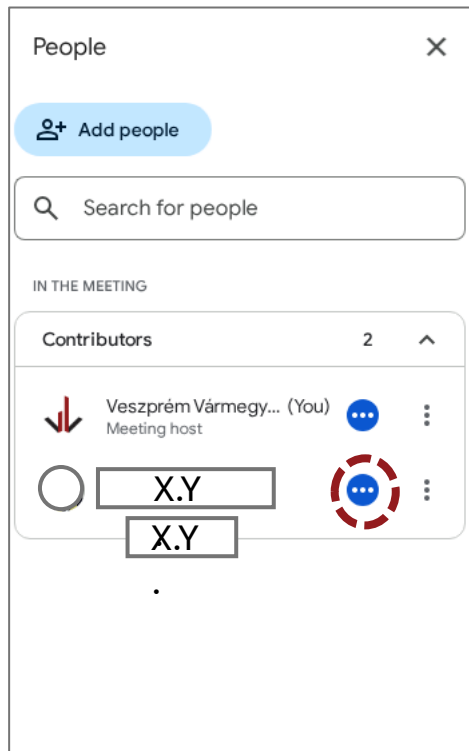 People
Add people
Search for people
IN THE MEETING
Contributors 2
Veszprém Vármegy... (You)
Meeting host
X.Y
X.Y
.